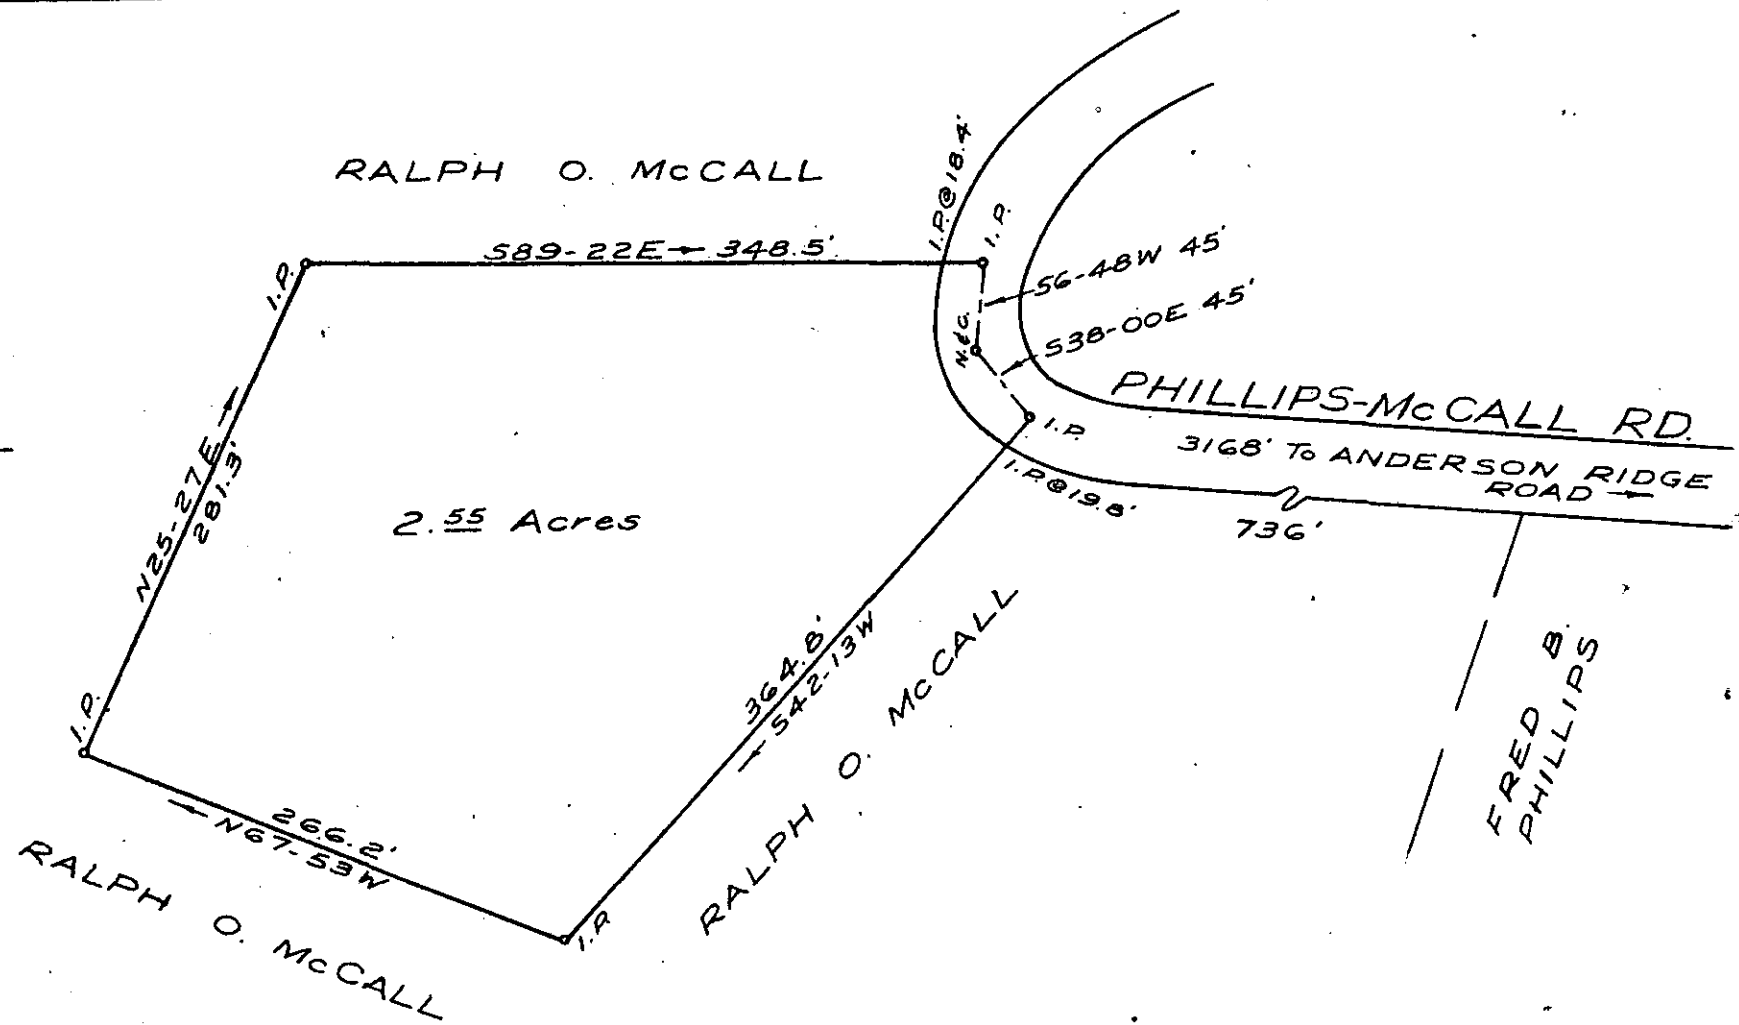 RALPH O. McCALL
I.P.@18.4'
I.P.
S89-22E 348.5'
I.P.
S6-48W 45'
S38-00E 45'
N.&C.
PHILLIPS-McCALL RD.
I.P.
3168' To ANDERSON RIDGE
ROAD
I.P.@19.8'
736'
N25-27E
281.3'
2.55 Acres
364.8'
S42-13W
RALPH O. McCALL
FRED B.
PHILLIPS
I.P.
266.2'
N67-53W
I.P.
RALPH O. McCALL